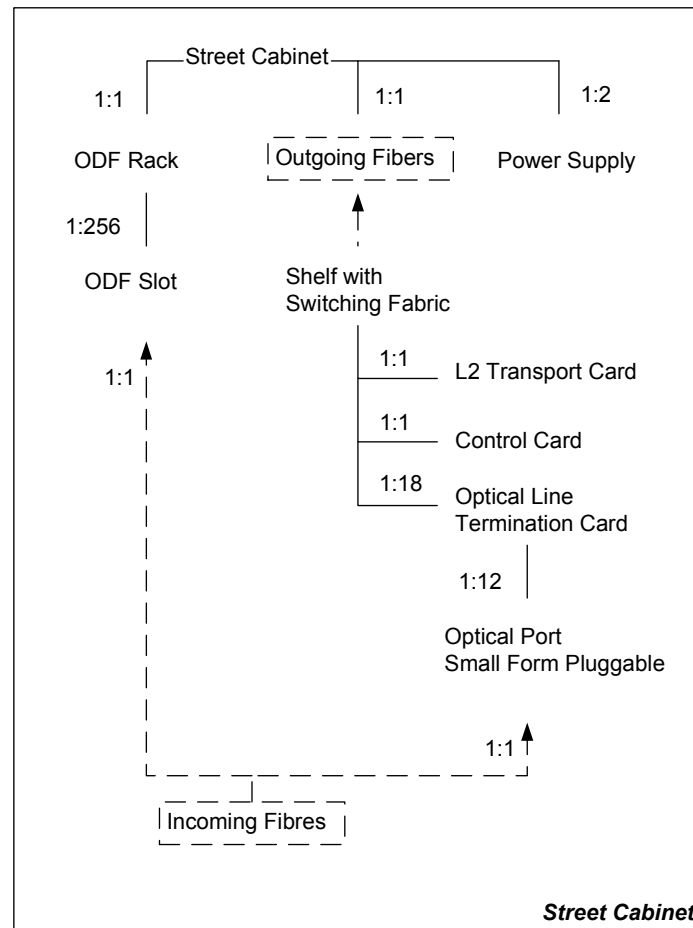 Street Cabinet
1:1
1:1
1:2
ODF Rack
Outgoing Fibers
Power Supply
1:256
ODF Slot
Shelf with
Switching Fabric
1:1
1:1
L2 Transport Card
1:1
Control Card
1:18
Optical Line
Termination Card
1:12
Optical Port
Small Form Pluggable
1:1
Incoming Fibres
Street Cabinet